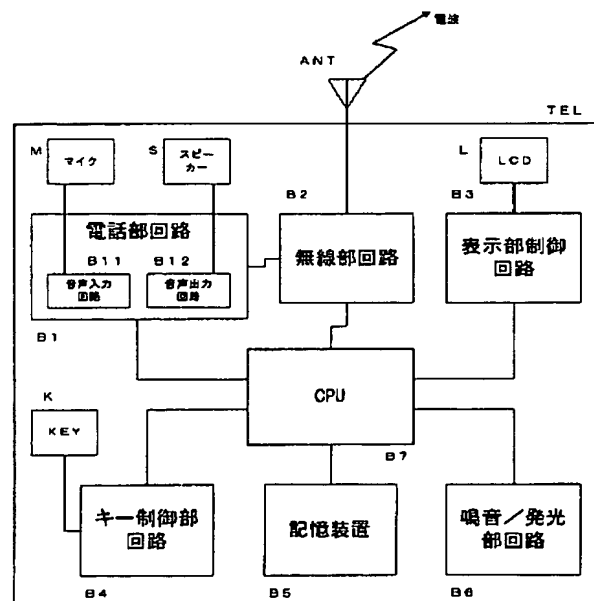 電波
ANT
TEL
M
マイク
S
スピー
カー
L
LCD
B2
B3
電話部回路
B11
B12
音声入力
回路
音声出力
回路
無線部回路
表示部制御
回路
B1
CPU
K
KEY
B7
キー制御部
回路
記憶装置
鳴音／発光
部回路
B4
B5
B6